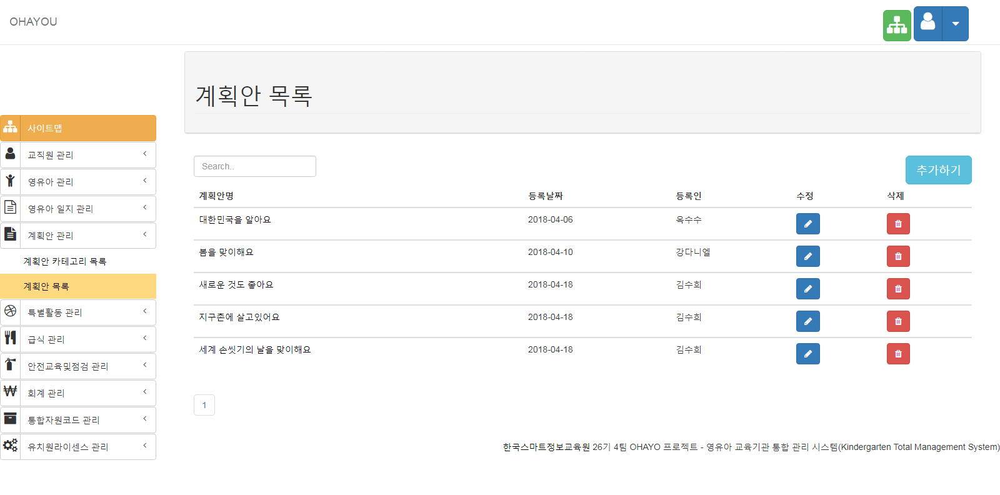 OHAYOU
계획안 목록
사이트맵
교직원 관리
영유아 관리
영유아 일지 관리
계획안 관리
계획안 카테고리 목록
계획안 목록
특별활동 관리
급식 관리
안전교육및점검 관리
회계 관리
통합자원코드 관리
유치원라이센스 관리
Search..
추가하기
계획안명 등록날짜 등록인 수정 삭제
대한민국을 알아요 2018-04-06 옥수수
봄을 맞이해요 2018-04-10 강다니엘
새로운 것도 좋아요 2018-04-18 김수희
지구촌에 살고있어요 2018-04-18 김수희
세계 손씻기의 날을 맞이해요 2018-04-18 김수희
1
한국스마트정보교육원 26기 4팀 OHAYO 프로젝트 - 영유아 교육기관 통합 관리 시스템(Kindergarten Total Management System)